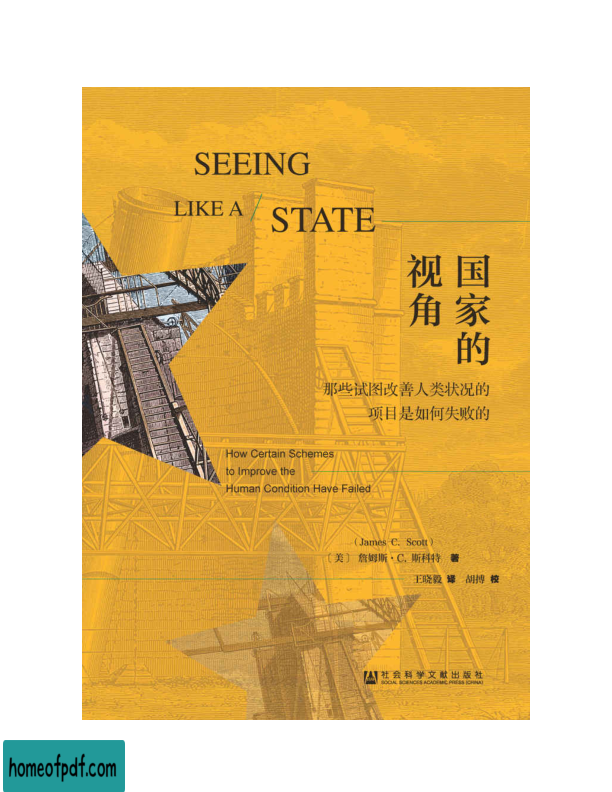 SEEING
LIKE A / STATE
国家的
视角
那些试图改善人类状况的
项目是如何失败的
How Certain Schemes
to Improve the
Human Condition Have Failed
(James C. Scott)
〔美〕詹姆斯·C. 斯科特 著
王晓毅 译 胡搏 校
社会科学文献出版社
SOCIAL SCIENCES ACADEMIC PRESS (CHINA)
homeofpdf.com